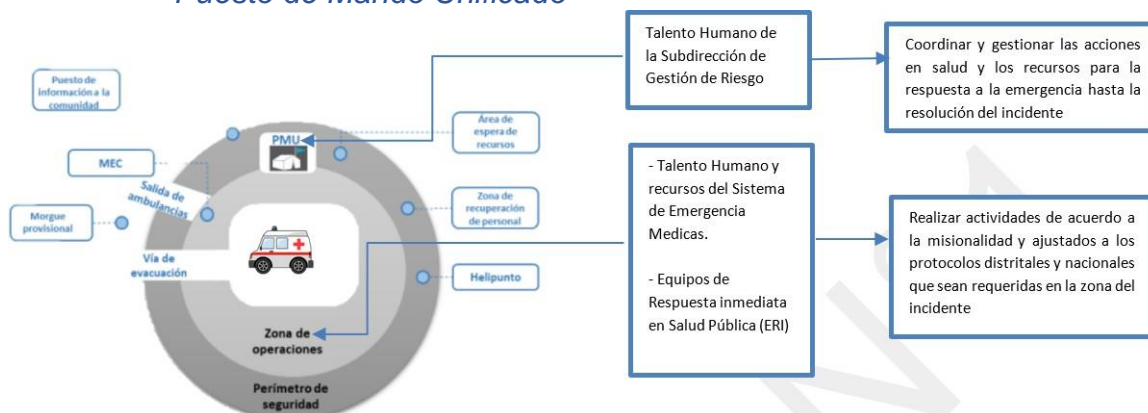 Puesto de Mando Unificado
Puesto de
información a la
comunidad
PMU
Área de
espera de
recursos
MEC
Salida de
ambulancias
Morgue
provisional
Zona de
recuperación
de personal
Vía de
evacuación
Helipunto
Zona de
operaciones
Perímetro de
seguridad
Talento Humano de
la Subdirección de
Gestión de Riesgo
Coordinar y gestionar las acciones
en salud y los recursos para la
respuesta a la emergencia hasta la
resolución del incidente
- Talento Humano y
recursos del Sistema
de Emergencia
Medicas.
- Equipos de
Respuesta inmediata
en Salud Pública (ERI)
Realizar actividades de acuerdo a
la misionalidad y ajustados a los
protocolos distritales y nacionales
que sean requeridas en la zona del
incidente